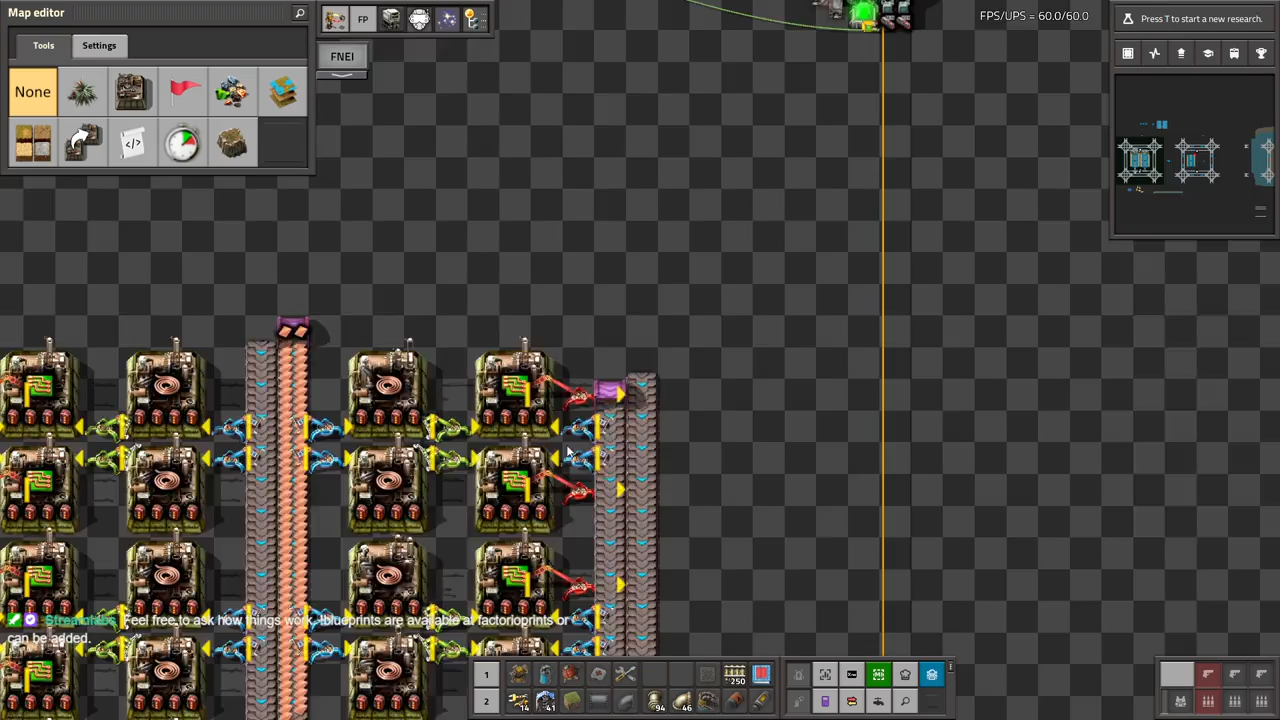 Map editor
FP
FPS/UPS = 60.0/60.0
Press T to start a new research.
Tools
Settings
FNEI
None
</>
Streamlabs: Feel free to ask how things work, !blueprints are available at factorioprints or
can be added.
1
250
2
14
41
94
46